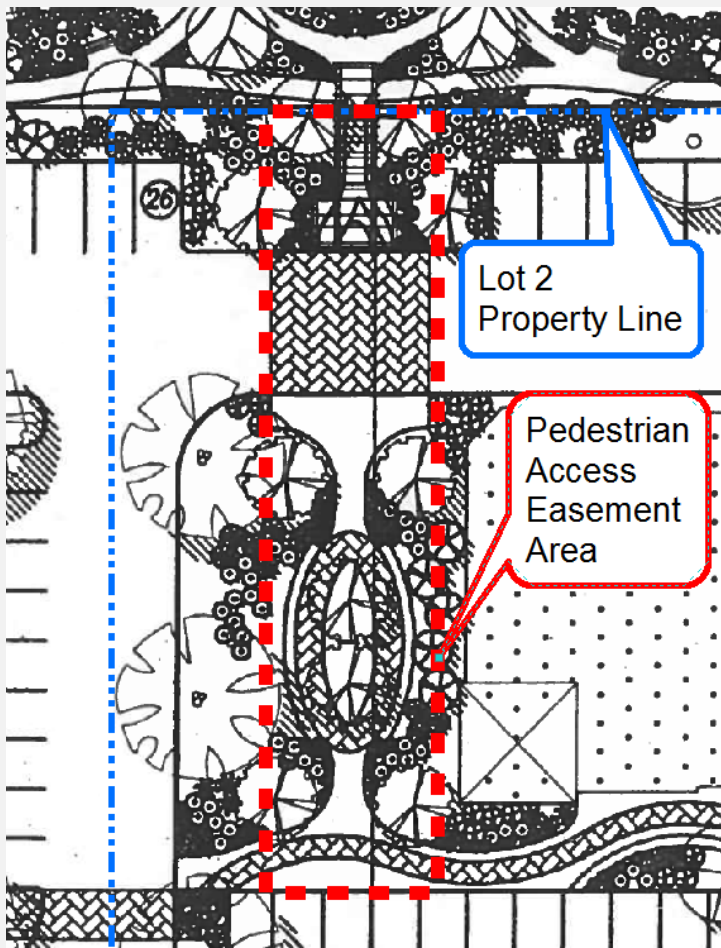 26
Lot 2
Property Line
Pedestrian
Access
Easement
Area